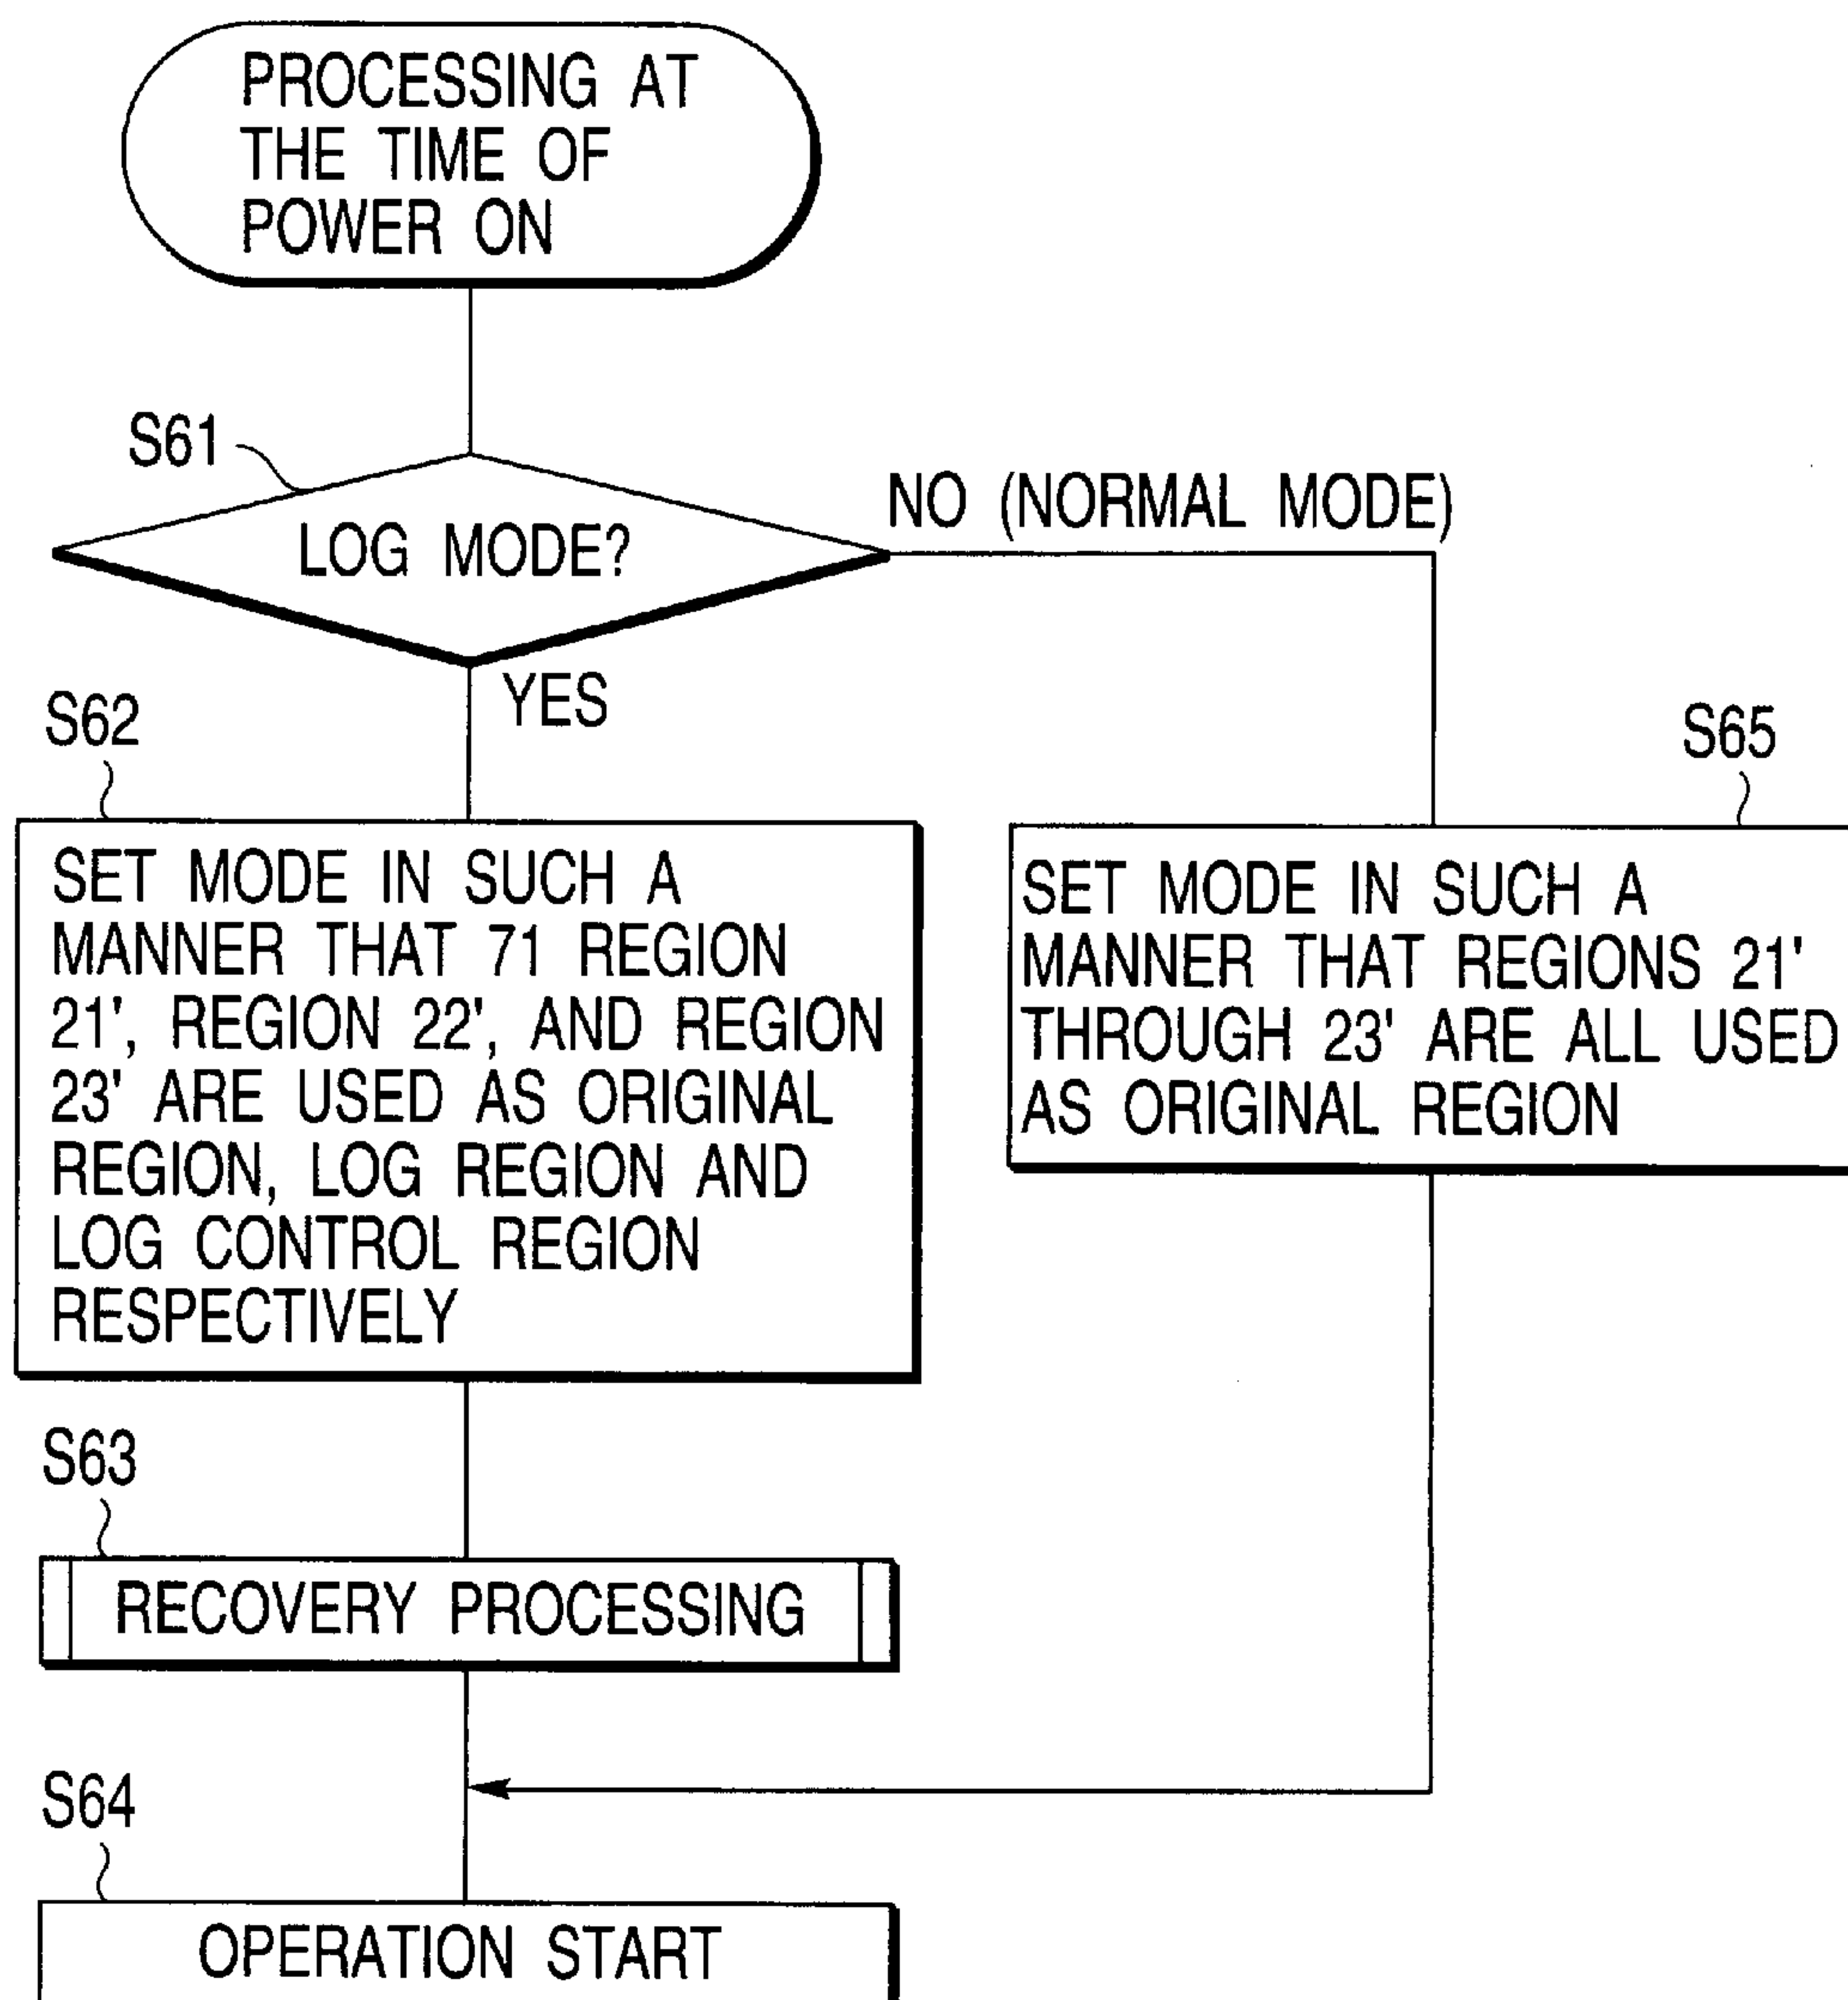 PROCESSING AT
THE TIME OF
POWER ON
S61
LOG MODE?
NO (NORMAL MODE)
YES
S62
SET MODE IN SUCH A
MANNER THAT 71 REGION
21', REGION 22', AND REGION
23' ARE USED AS ORIGINAL
REGION, LOG REGION AND
LOG CONTROL REGION
RESPECTIVELY
S65
SET MODE IN SUCH A
MANNER THAT REGIONS 21'
THROUGH 23' ARE ALL USED
AS ORIGINAL REGION
S63
RECOVERY PROCESSING
S64
OPERATION START